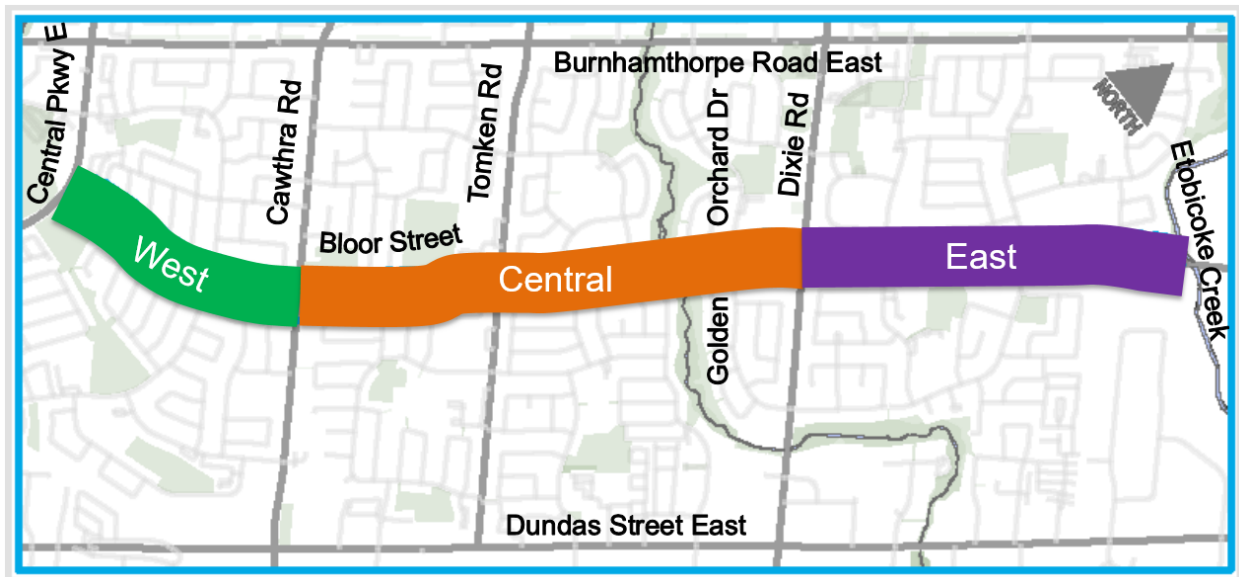 Central Pkwy E
Cawthra Rd
Tomken Rd
Burnhamthorpe Road East
Golden Orchard Dr
Dixie Rd
NORTH
Etobicoke Creek
Bloor Street
West
Central
East
Dundas Street East